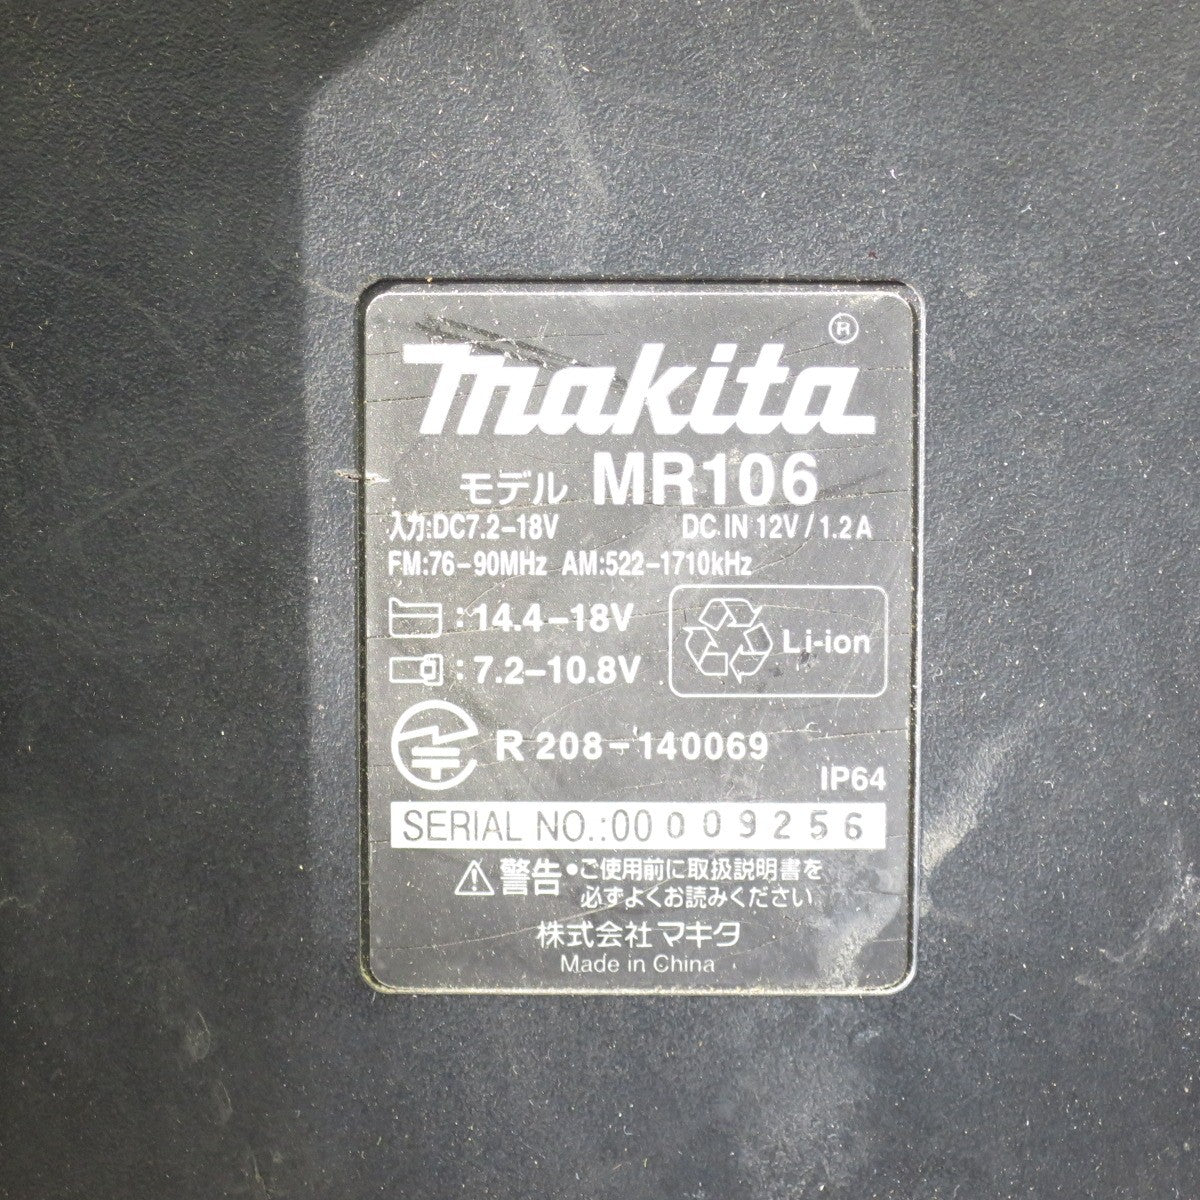 makita®
モデル MR106
入力:DC7.2-18V DC IN 12V/1.2A
FM:76-90MHz AM:522-1710kHz
:14.4-18V
:7.2-10.8V
Li-ion
R 208-140069
IP64
SERIAL NO.:00009256
警告 •ご使用前に取扱説明書を
必ずよくお読みください
株式会社マキタ
Made in China